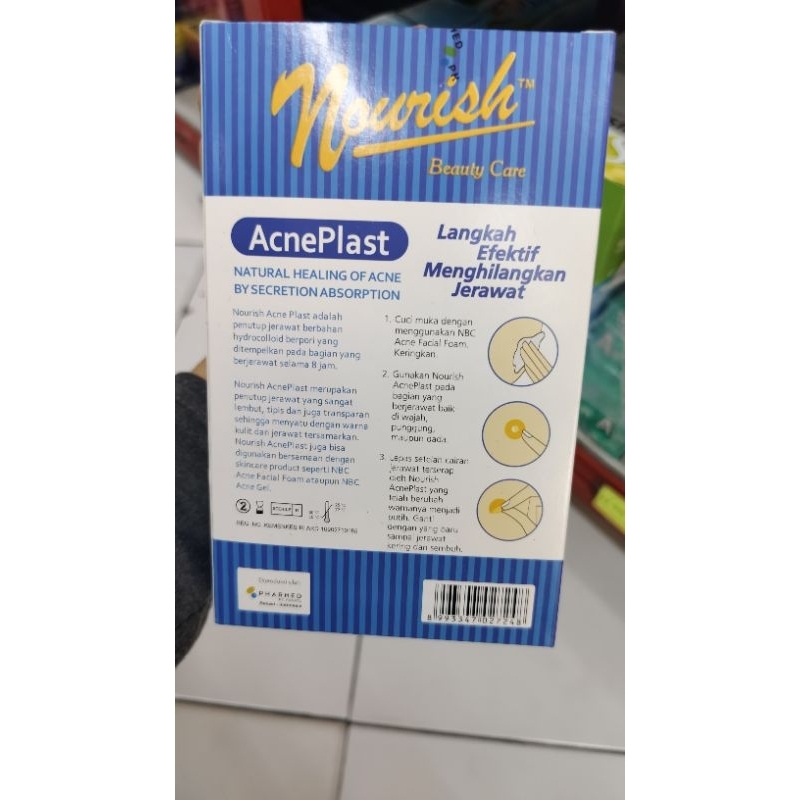 Nourish™
Beauty Care
AcnePlast
NATURAL HEALING OF ACNE
BY SECRETION ABSORPTION
Nourish Acne Plast adalah
penutup jerawat berbahan
hydrocolloid berpori yang
ditempelkan pada bagian yang
berjerawat selama 8 jam.
Nourish AcnePlast merupakan
penutup jerawat yang sangat
lembut, tipis dan juga transparan
sehingga menyatu dengan warna
kulit dan jerawat tersamarkan.
Nourish AcnePlast juga bisa
digunakan bersamaan dengan
skincare product seperti NBC
Acne Facial Foam ataupun NBC
Acne Gel.
2
Langkah
Efektif
Menghilangkan
Jerawat
1. Cuci muka dengan
menggunakan NBC
Acne Facial Foam.
Keringkan.
2. Gunakan Nourish
AcnePlast pada
bagian yang
berjerawat baik
di wajah,
punggung,
maupun dada.
3. Lepas setelah cairan
jerawat terserap
oleh Nourish
AcnePlast yang
telah berubah
warnanya menjadi
putih. Ganti
dengan yang baru
sampai jerawat
kering dan sembuh.
PHARMED
8 993347 027248